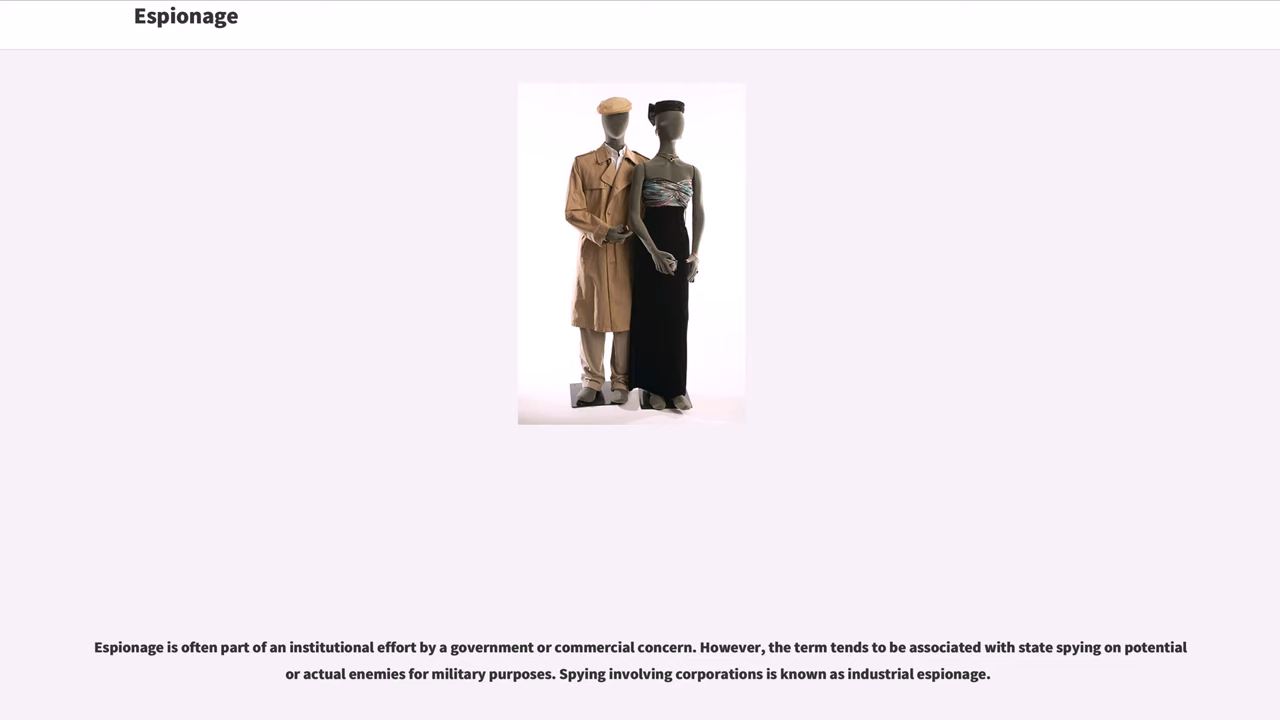 Espionage
Espionage is often part of an institutional effort by a government or commercial concern. However, the term tends to be associated with state spying on potential
or actual enemies for military purposes. Spying involving corporations is known as industrial espionage.